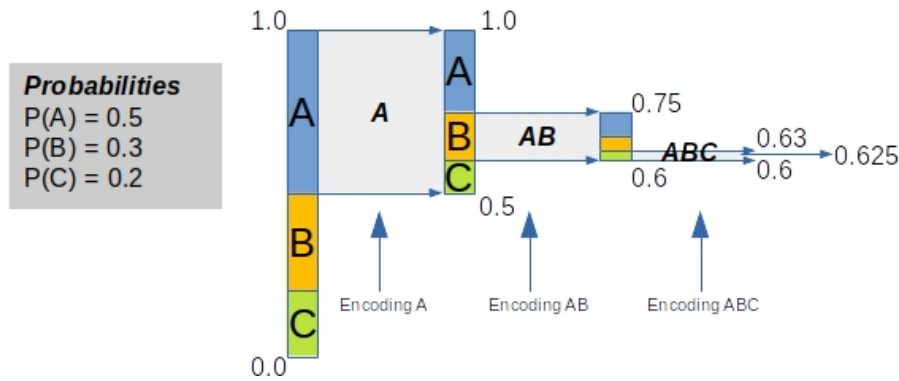 Probabilities
P(A) = 0.5
P(B) = 0.3
P(C) = 0.2
1.0
A
B
C
0.0
A
1.0
A
B
C
0.5
AB
0.75
0.6
ABC
0.63
0.6
0.625
Encoding A
Encoding AB
Encoding ABC